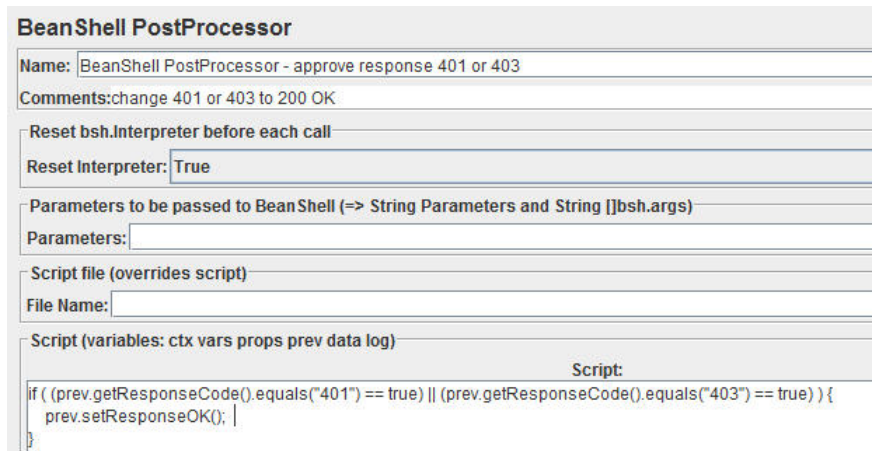 BeanShell PostProcessor
Name: BeanShell PostProcessor - approve response 401 or 403
Comments:change 401 or 403 to 200 OK
Reset bsh.Interpreter before each call
Reset Interpreter: True
Parameters to be passed to BeanShell (=> String Parameters and String []bsh.args)
Parameters:
Script file (overrides script)
File Name:
Script (variables: ctx vars props prev data log)
Script:
if ( (prev.getResponseCode().equals("401") == true) || (prev.getResponseCode().equals("403") == true) ) {
prev.setResponseOK();
}